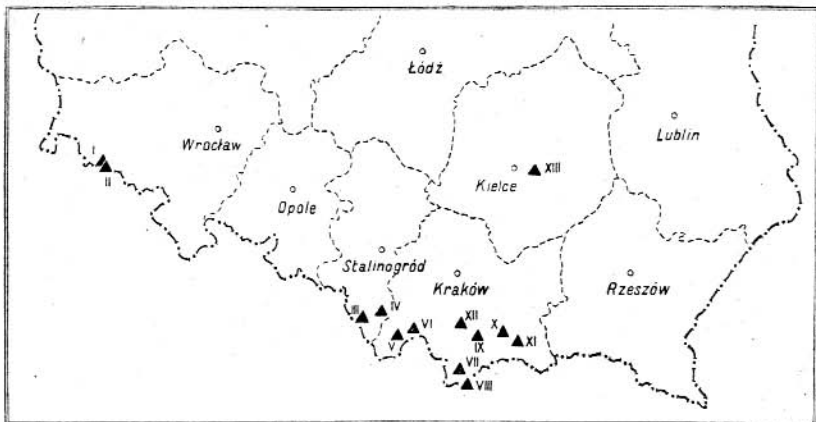 Łódź
Lublin
Wrocław
Kielce
XIII
I
II
Opole
Stalinogród
Kraków
Rzeszów
III
IV
V
VI
XII
IX
X
XI
VII
VIII